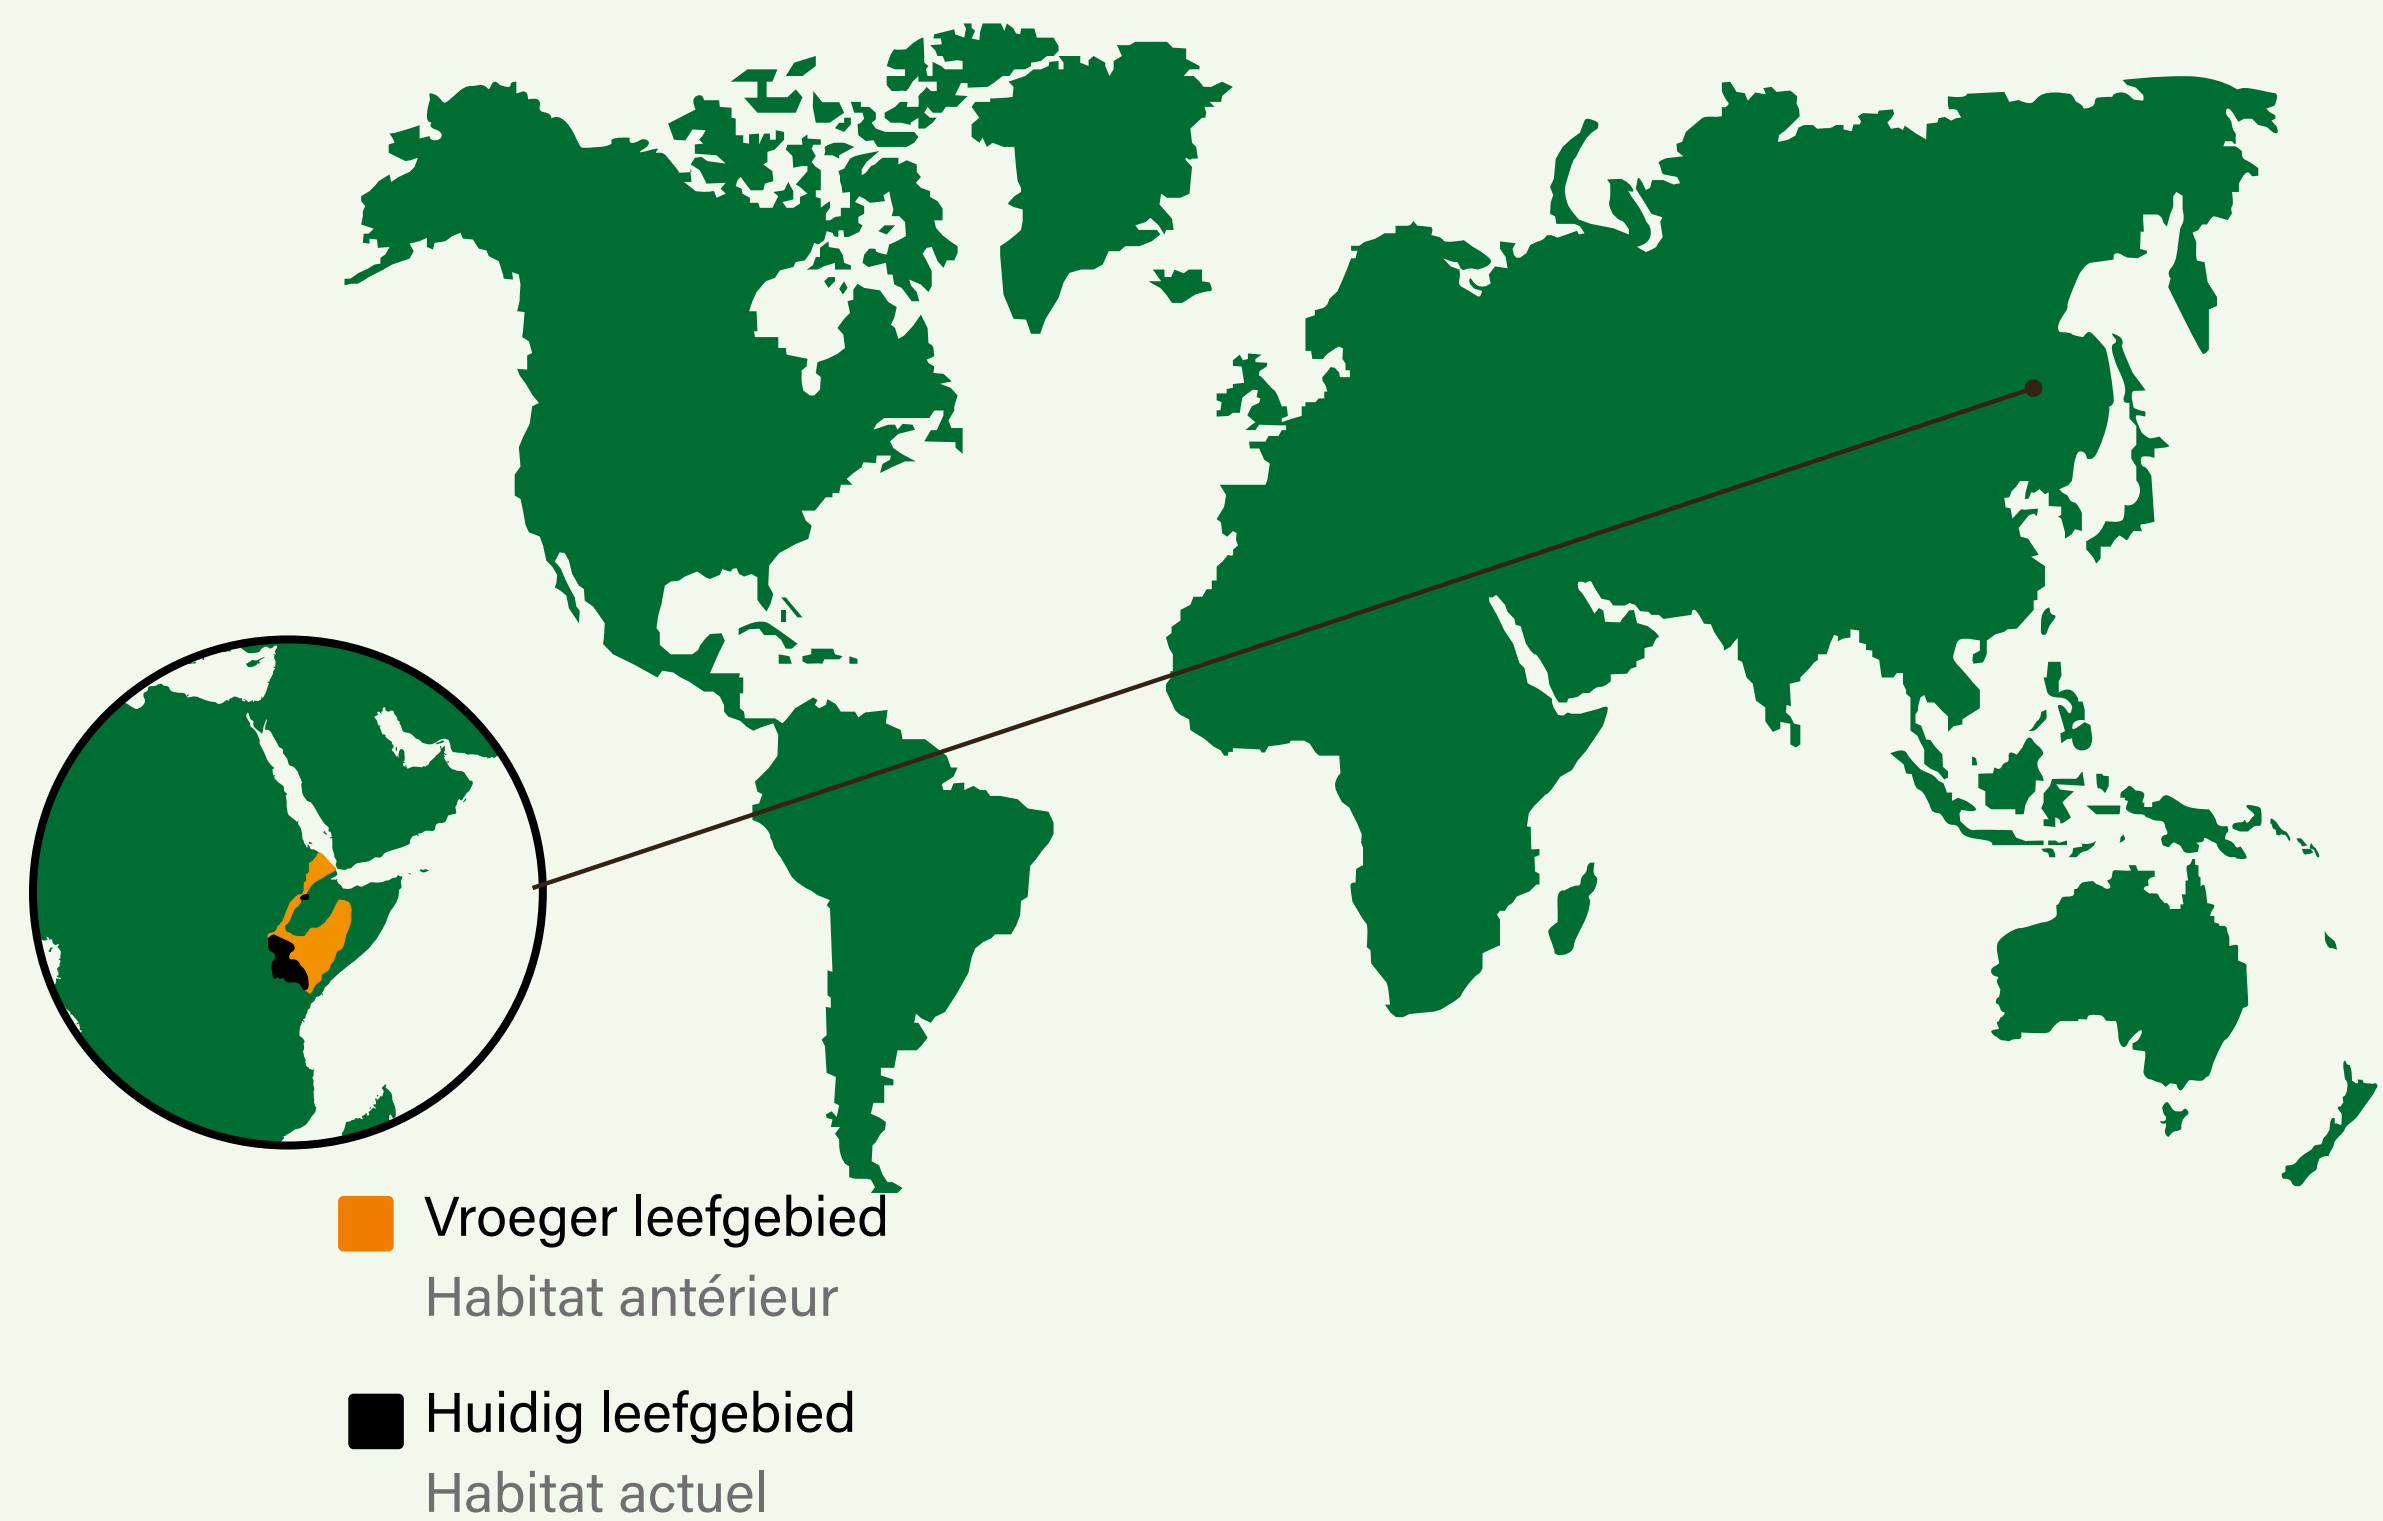 Vroeger leefgebied
Habitat antérieur
Huidig leefgebied
Habitat actuel